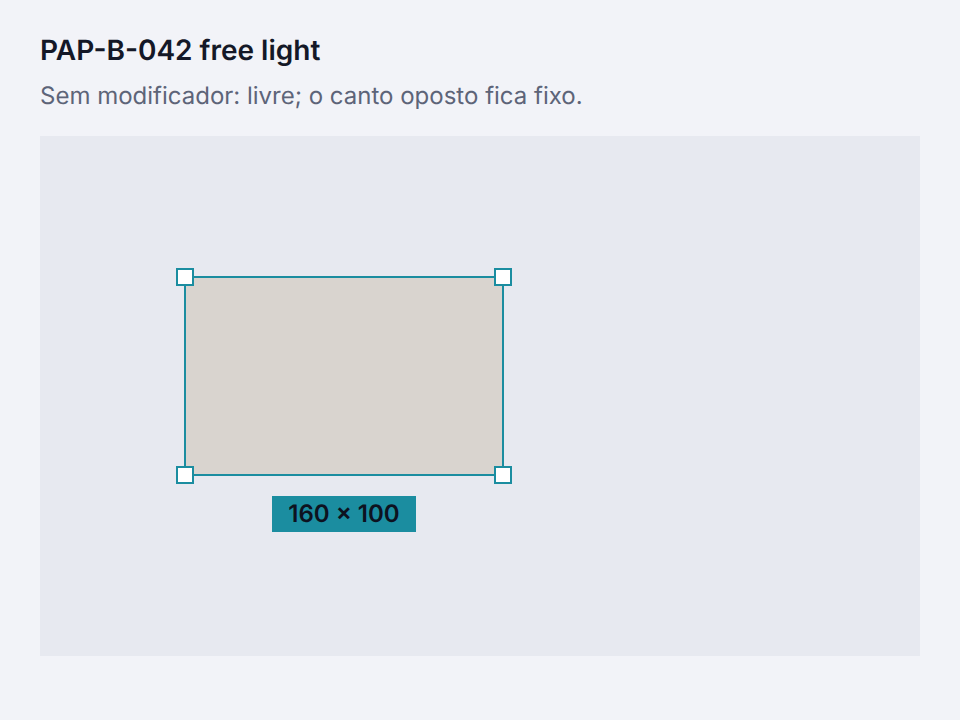 PAP-B-042 free light
Sem modificador: livre; o canto oposto fica fixo.
160 × 100